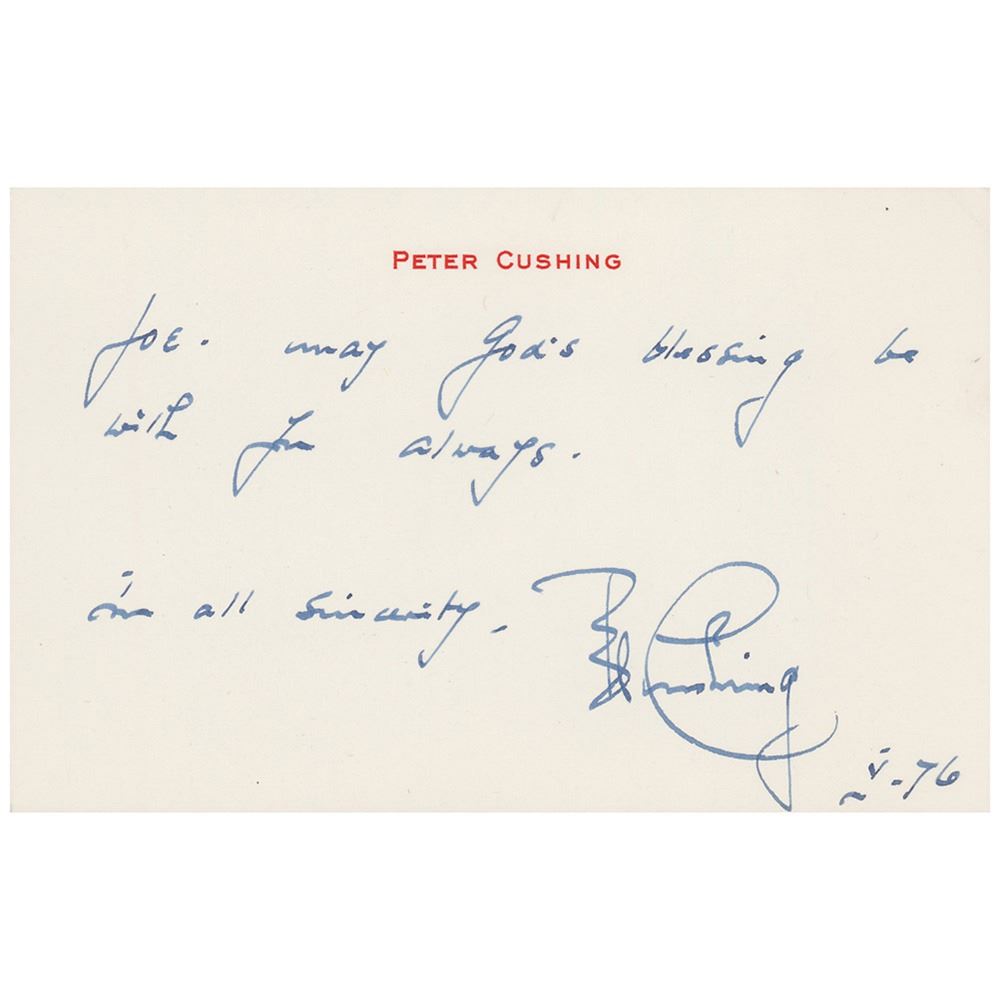 PETER CUSHING
Joe. may God's blessing be
with you always.
in all sincerity,
Peter Cushing
V-76